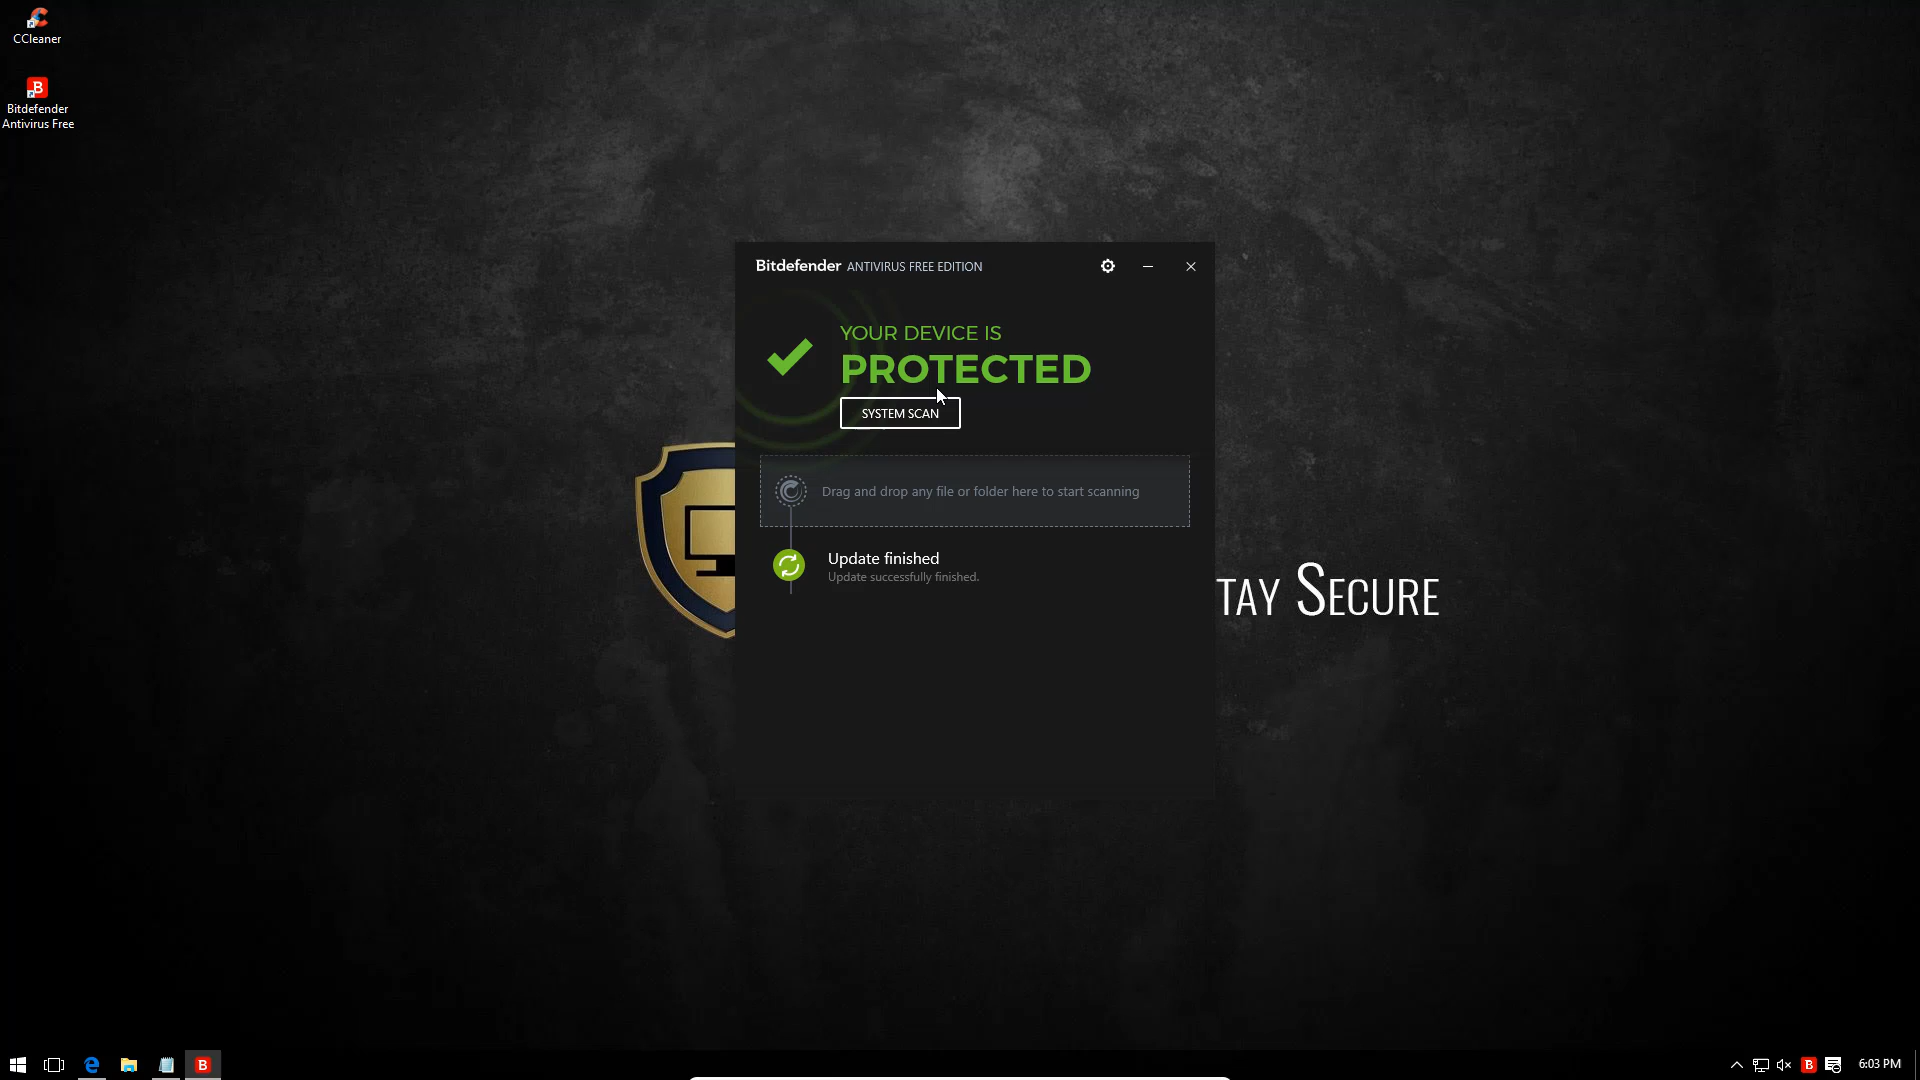 CCleaner
Bitdefender
Antivirus Free
Bitdefender ANTIVIRUS FREE EDITION
YOUR DEVICE IS
PROTECTED
SYSTEM SCAN
Drag and drop any file or folder here to start scanning
Update finished
Update successfully finished.
TAY SECURE
6:03 PM